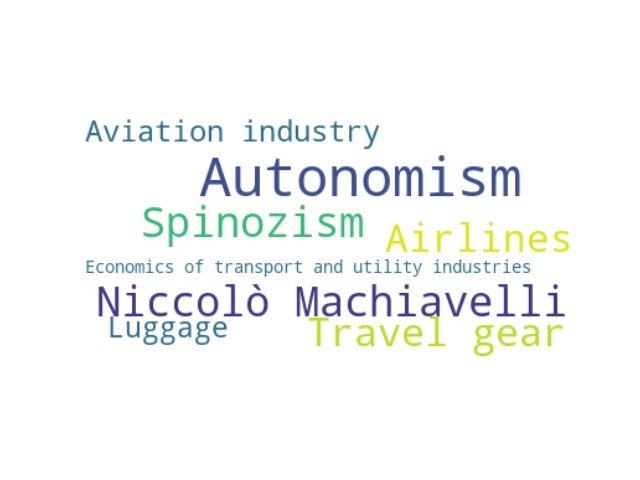 Aviation industry
Autonomism
Spinozism
Airlines
Economics of transport and utility industries
Niccolò Machiavelli
Luggage
Travel gear